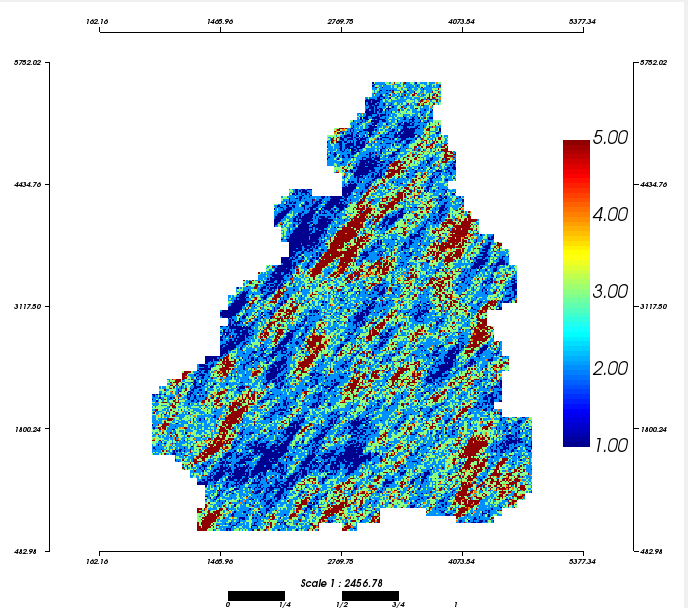 162.16 1465.96 2769.75 4073.54 5377.34
5752.02 5752.02
5.00
4434.76 4434.76
4.00
3.00
3117.50 3117.50
2.00
1800.24 1800.24
1.00
482.98 482.98
162.16 1465.96 2769.75 4073.54 5377.34
Scale 1 : 2456.78
0 1/4 1/2 3/4 1